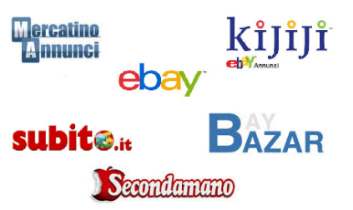 Mercatino
Annunci
kijiji
ebay Annunci
ebay
subito.it
BAY
BAZAR
Secondamano